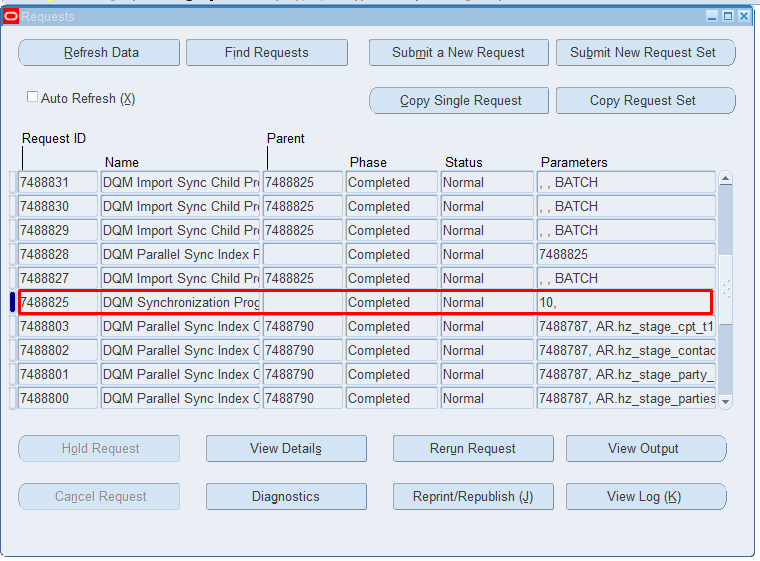 Requests
Refresh Data Find Requests Submit a New Request Submit New Request Set
Auto Refresh (X) Copy Single Request Copy Request Set
Request ID Parent
Name Phase Status Parameters
7488831 DQM Import Sync Child Pr 7488825 Completed Normal , , BATCH
7488830 DQM Import Sync Child Pr 7488825 Completed Normal , , BATCH
7488829 DQM Import Sync Child Pr 7488825 Completed Normal , , BATCH
7488828 DQM Parallel Sync Index F Completed Normal 7488825
7488827 DQM Import Sync Child Pr 7488825 Completed Normal , , BATCH
7488825 DQM Synchronization Prog Completed Normal 10,
7488803 DQM Parallel Sync Index C 7488790 Completed Normal 7488787, AR.hz_stage_cpt_t1
7488802 DQM Parallel Sync Index C 7488790 Completed Normal 7488787, AR.hz_stage_contac
7488801 DQM Parallel Sync Index C 7488790 Completed Normal 7488787, AR.hz_stage_party_
7488800 DQM Parallel Sync Index C 7488790 Completed Normal 7488787, AR.hz_stage_parties
Hold Request View Details Rerun Request View Output
Cancel Request Diagnostics Reprint/Republish (J) View Log (K)